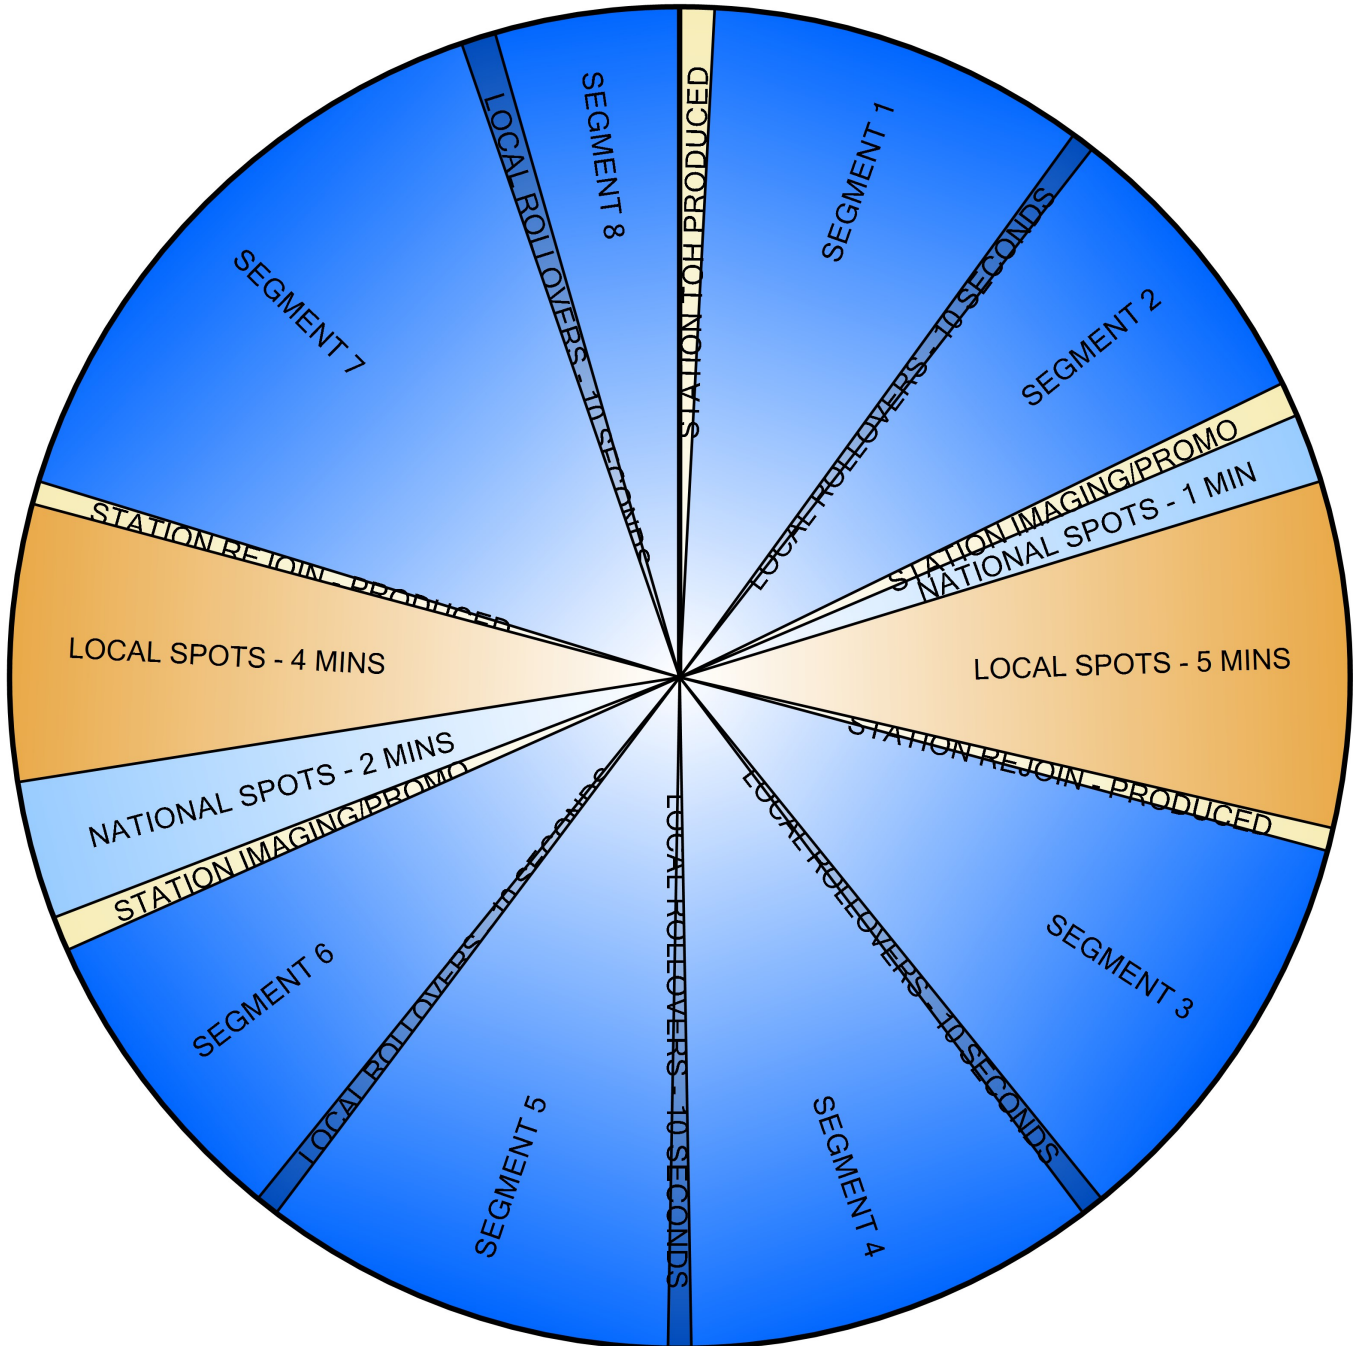 STATION TOH PRODUCED
SEGMENT 1
LOCAL ROLLOVERS - 10 SECONDS
SEGMENT 2
STATION IMAGING/PROMO
NATIONAL SPOTS - 1 MIN
LOCAL SPOTS - 5 MINS
STATION REJOIN - PRODUCED
SEGMENT 3
LOCAL ROLLOVERS - 10 SECONDS
SEGMENT 4
LOCAL ROLLOVERS - 10 SECONDS
SEGMENT 5
LOCAL ROLLOVERS - 10 SECONDS
SEGMENT 6
STATION IMAGING/PROMO
NATIONAL SPOTS - 2 MINS
LOCAL SPOTS - 4 MINS
STATION REJOIN - PRODUCED
SEGMENT 7
LOCAL ROLLOVERS - 10 SECONDS
SEGMENT 8